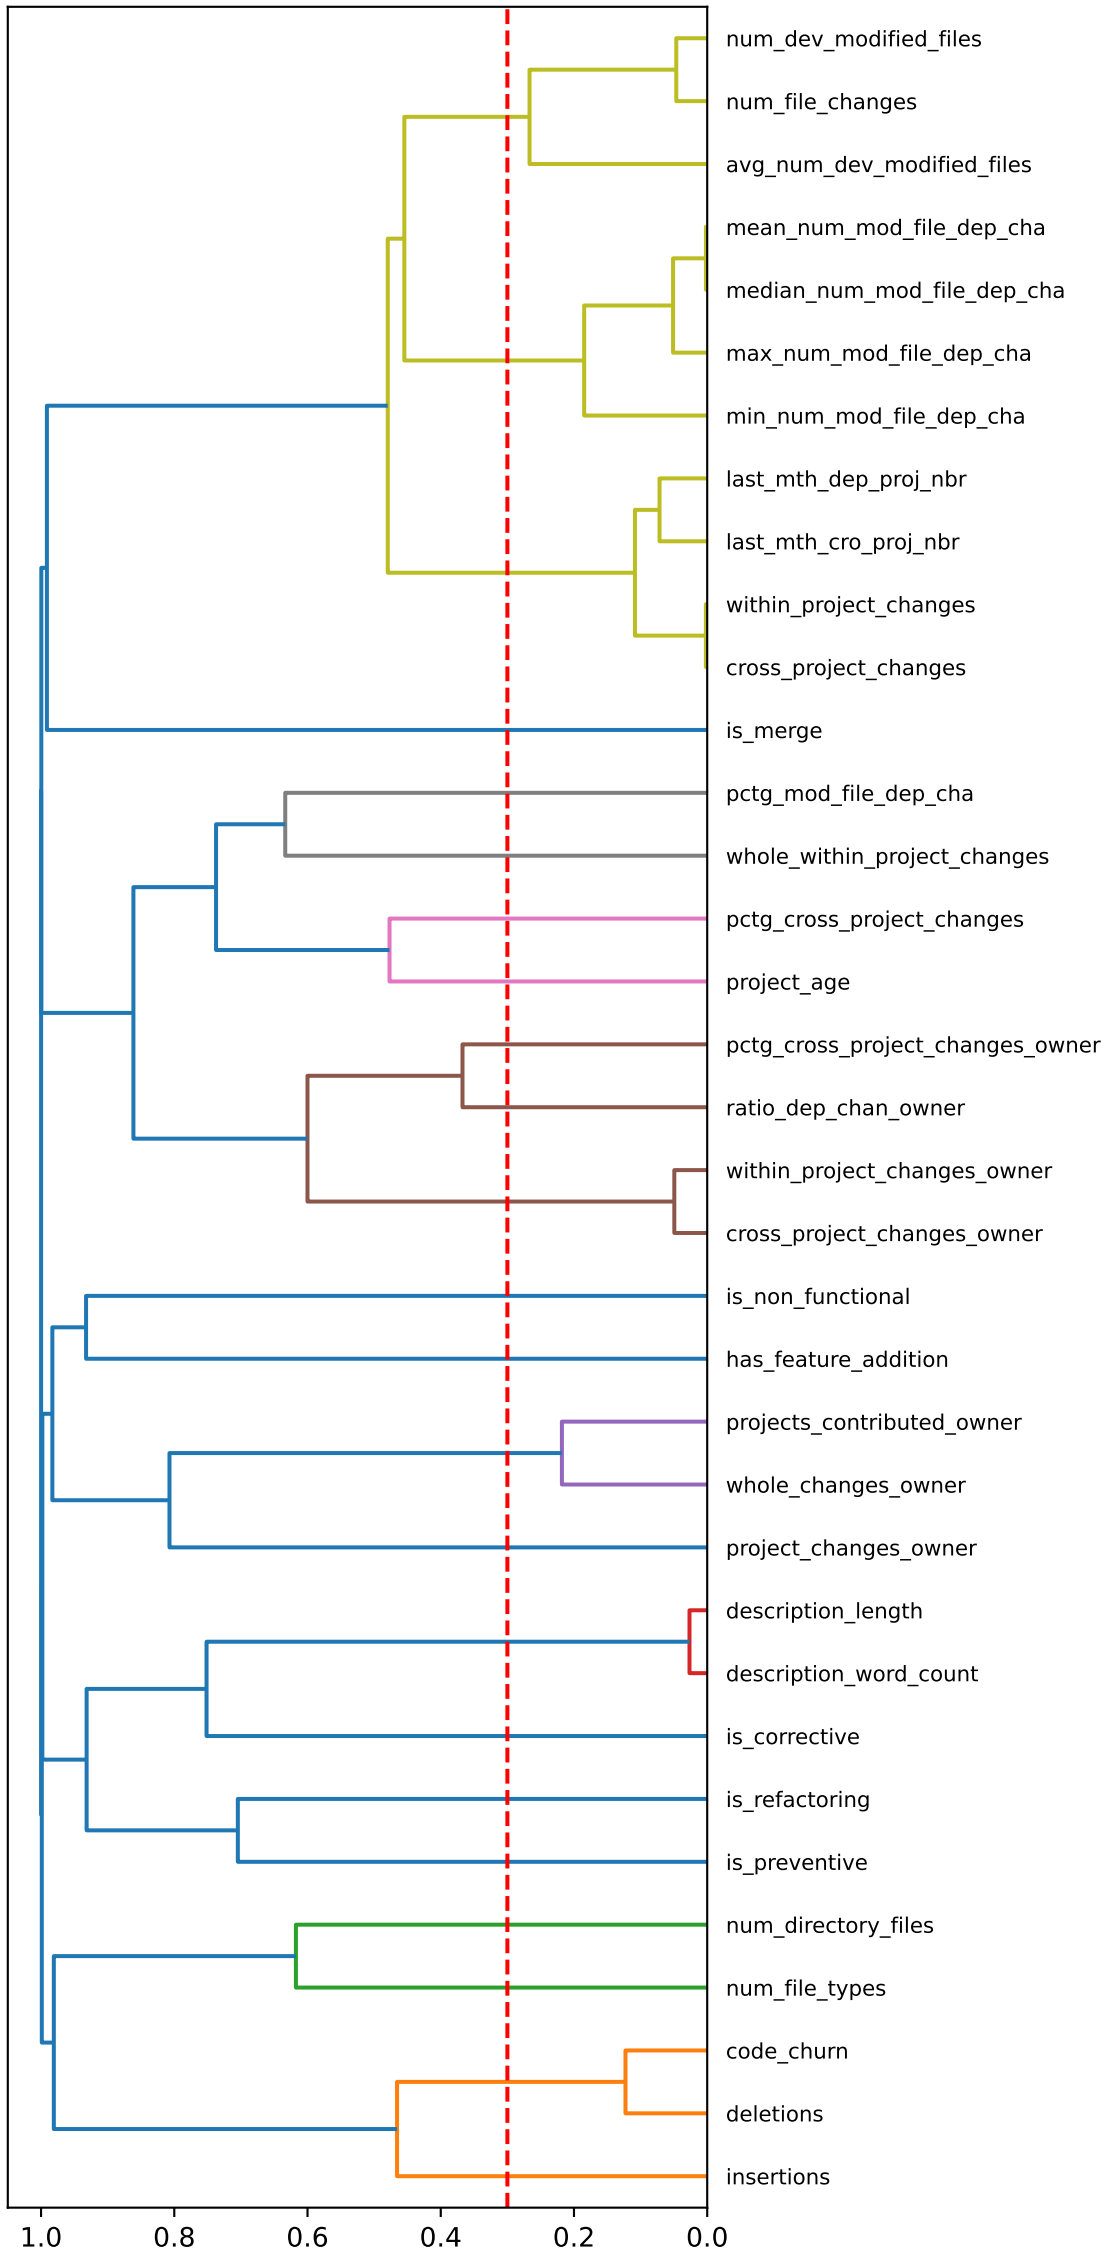 num_dev_modified_files
num_file_changes
avg_num_dev_modified_files
mean_num_mod_file_dep_cha
median_num_mod_file_dep_cha
max_num_mod_file_dep_cha
min_num_mod_file_dep_cha
last_mth_dep_proj_nbr
last_mth_cro_proj_nbr
within_project_changes
cross_project_changes
is_merge
pctg_mod_file_dep_cha
whole_within_project_changes
pctg_cross_project_changes
project_age
pctg_cross_project_changes_owner
ratio_dep_chan_owner
within_project_changes_owner
cross_project_changes_owner
is_non_functional
has_feature_addition
projects_contributed_owner
whole_changes_owner
project_changes_owner
description_length
description_word_count
is_corrective
is_refactoring
is_preventive
num_directory_files
num_file_types
code_churn
deletions
insertions
1.0 0.8 0.6 0.4 0.2 0.0